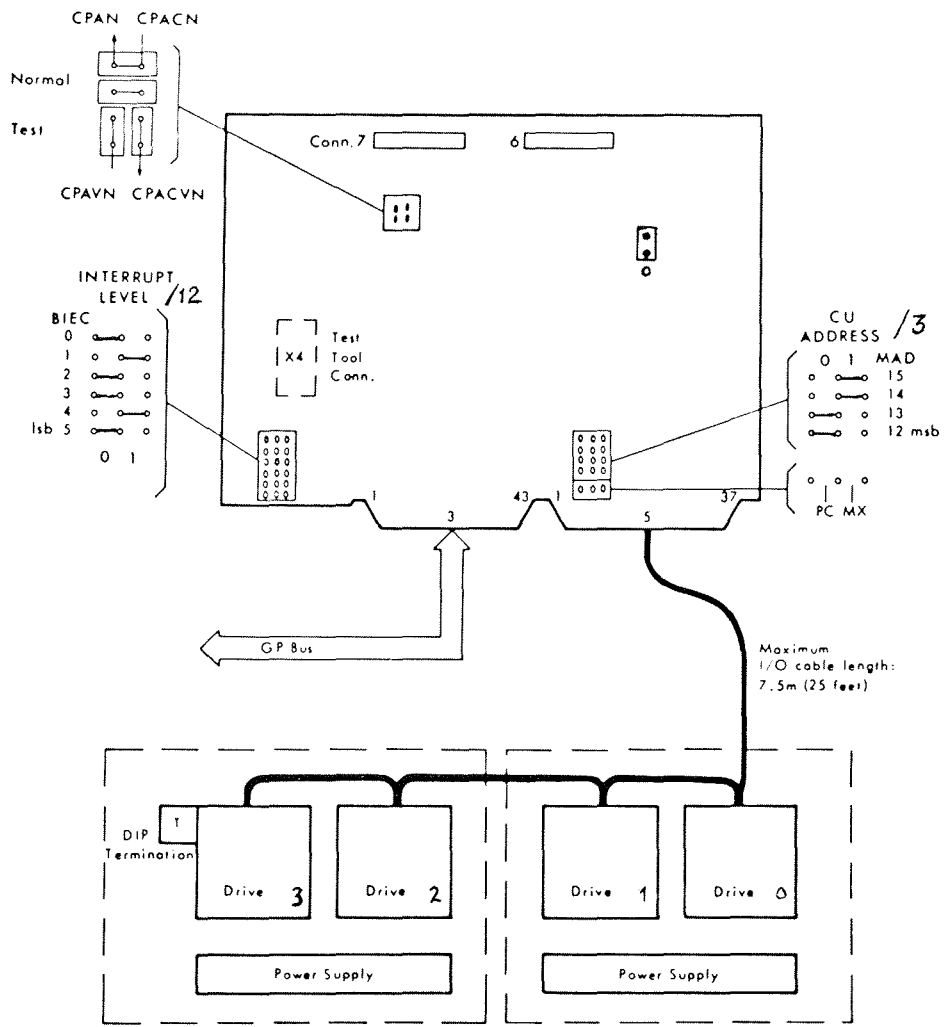 CPAN CPACN
Normal
Test
CPAVN CPACVN
Conn. 7
6
INTERRUPT
LEVEL /12
BIEC
0
1
2
3
4
lsb 5
0 1
X4
Test
Tool
Conn.
CU
ADDRESS /3
0 1 MAD
15
14
13
12 msb
PC MX
1
3
43
1
5
37
GP Bus
Maximum
I/O cable length:
7.5m (25 feet)
DIP
Termination
T
Drive 3
Drive 2
Drive 1
Drive 0
Power Supply
Power Supply